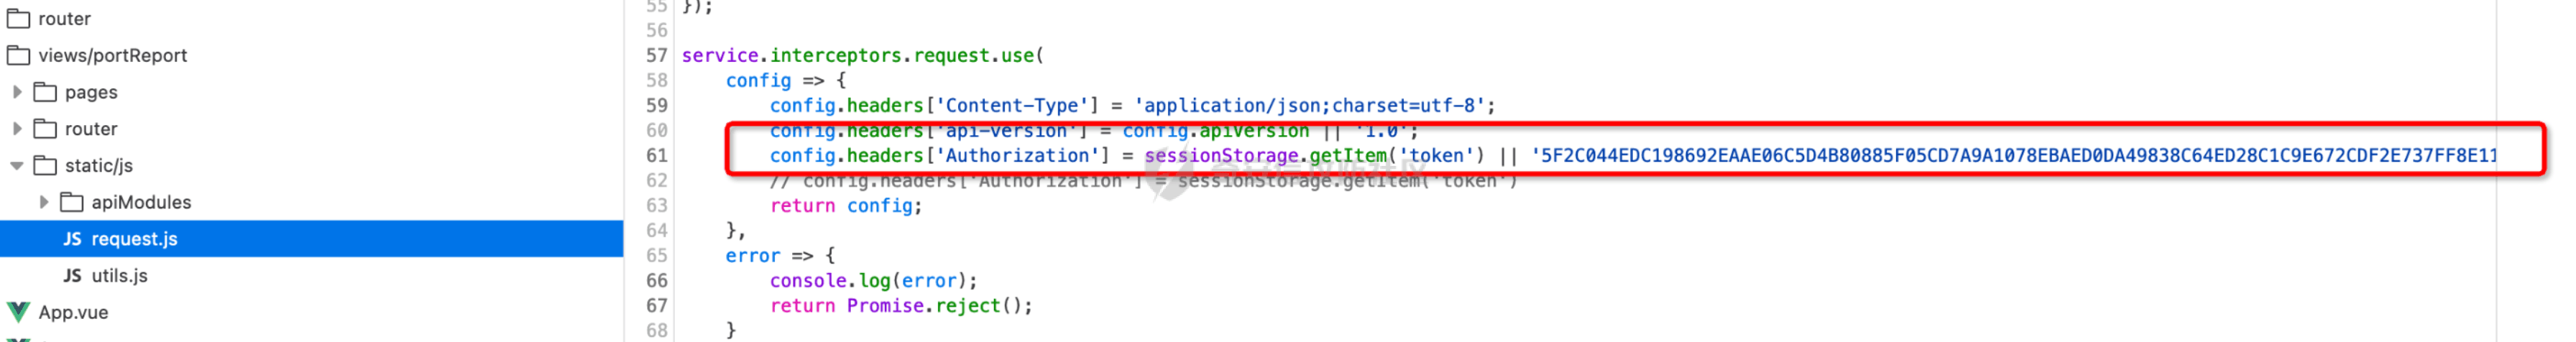 router
views/portReport
pages
router
static/js
apiModules
JS request.js
JS utils.js
App.vue
55 });
56
57 service.interceptors.request.use(
58 config => {
59 config.headers['Content-Type'] = 'application/json;charset=utf-8';
60 config.headers['api-version'] = config.apiVersion || '1.0';
61 config.headers['Authorization'] = sessionStorage.getItem('token') || '5F2C044EDC198692EAAE06C5D4B80885F05CD7A9A1078EBAED0DA49838C64ED28C1C9E672CDF2E737FF8E11
62 // config.headers['Authorization'] = sessionStorage.getItem('token')
63 return config;
64 },
65 error => {
66 console.log(error);
67 return Promise.reject();
68 }